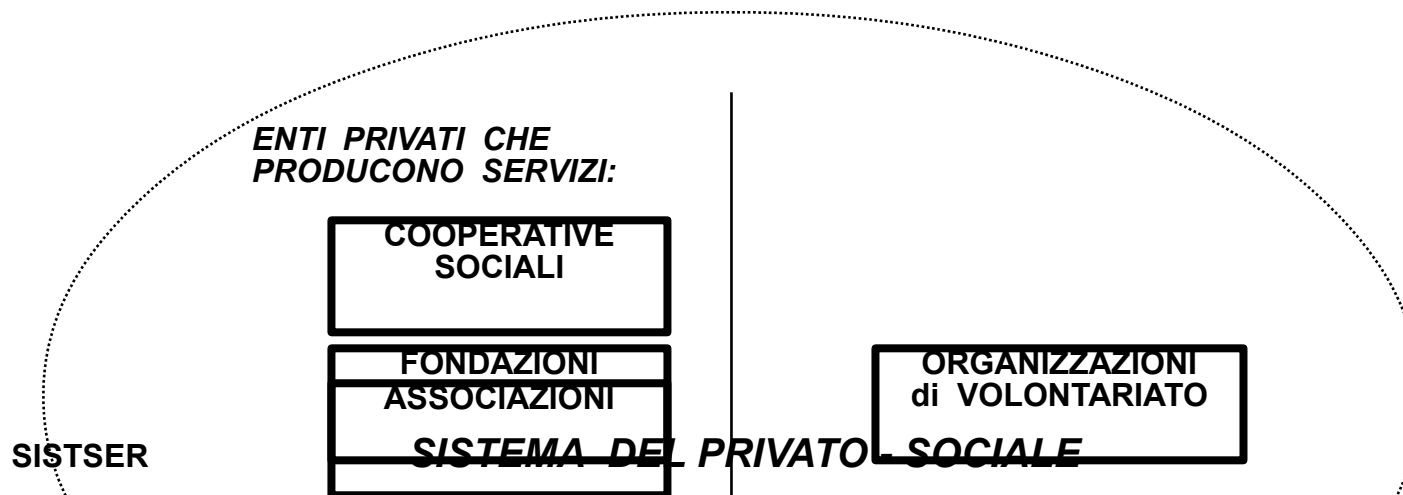 ENTI PRIVATI CHE
PRODUCONO SERVIZI:
COOPERATIVE
SOCIALI
FONDAZIONI
ASSOCIAZIONI
ORGANIZZAZIONI
di VOLONTARIATO
SISTSER
SISTEMA DEL PRIVATO - SOCIALE